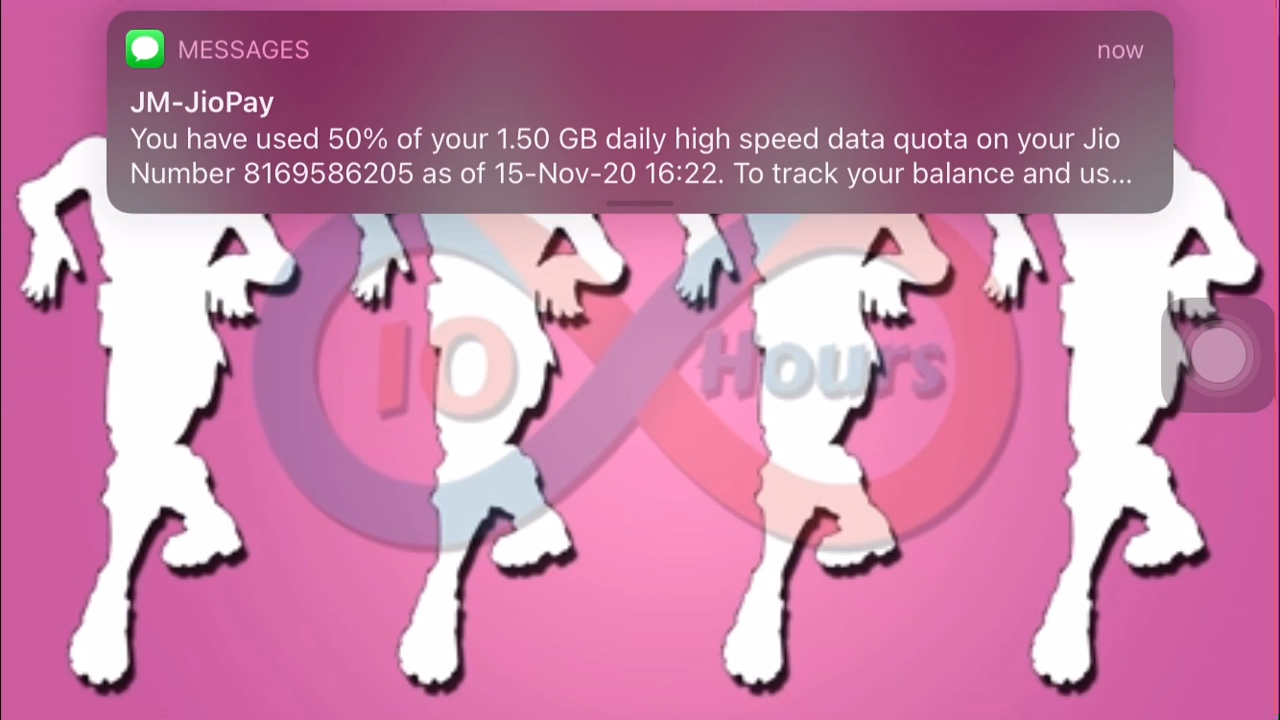 MESSAGES
now
JM-JioPay
You have used 50% of your 1.50 GB daily high speed data quota on your Jio
Number 8169586205 as of 15-Nov-20 16:22. To track your balance and us...
10 Hours